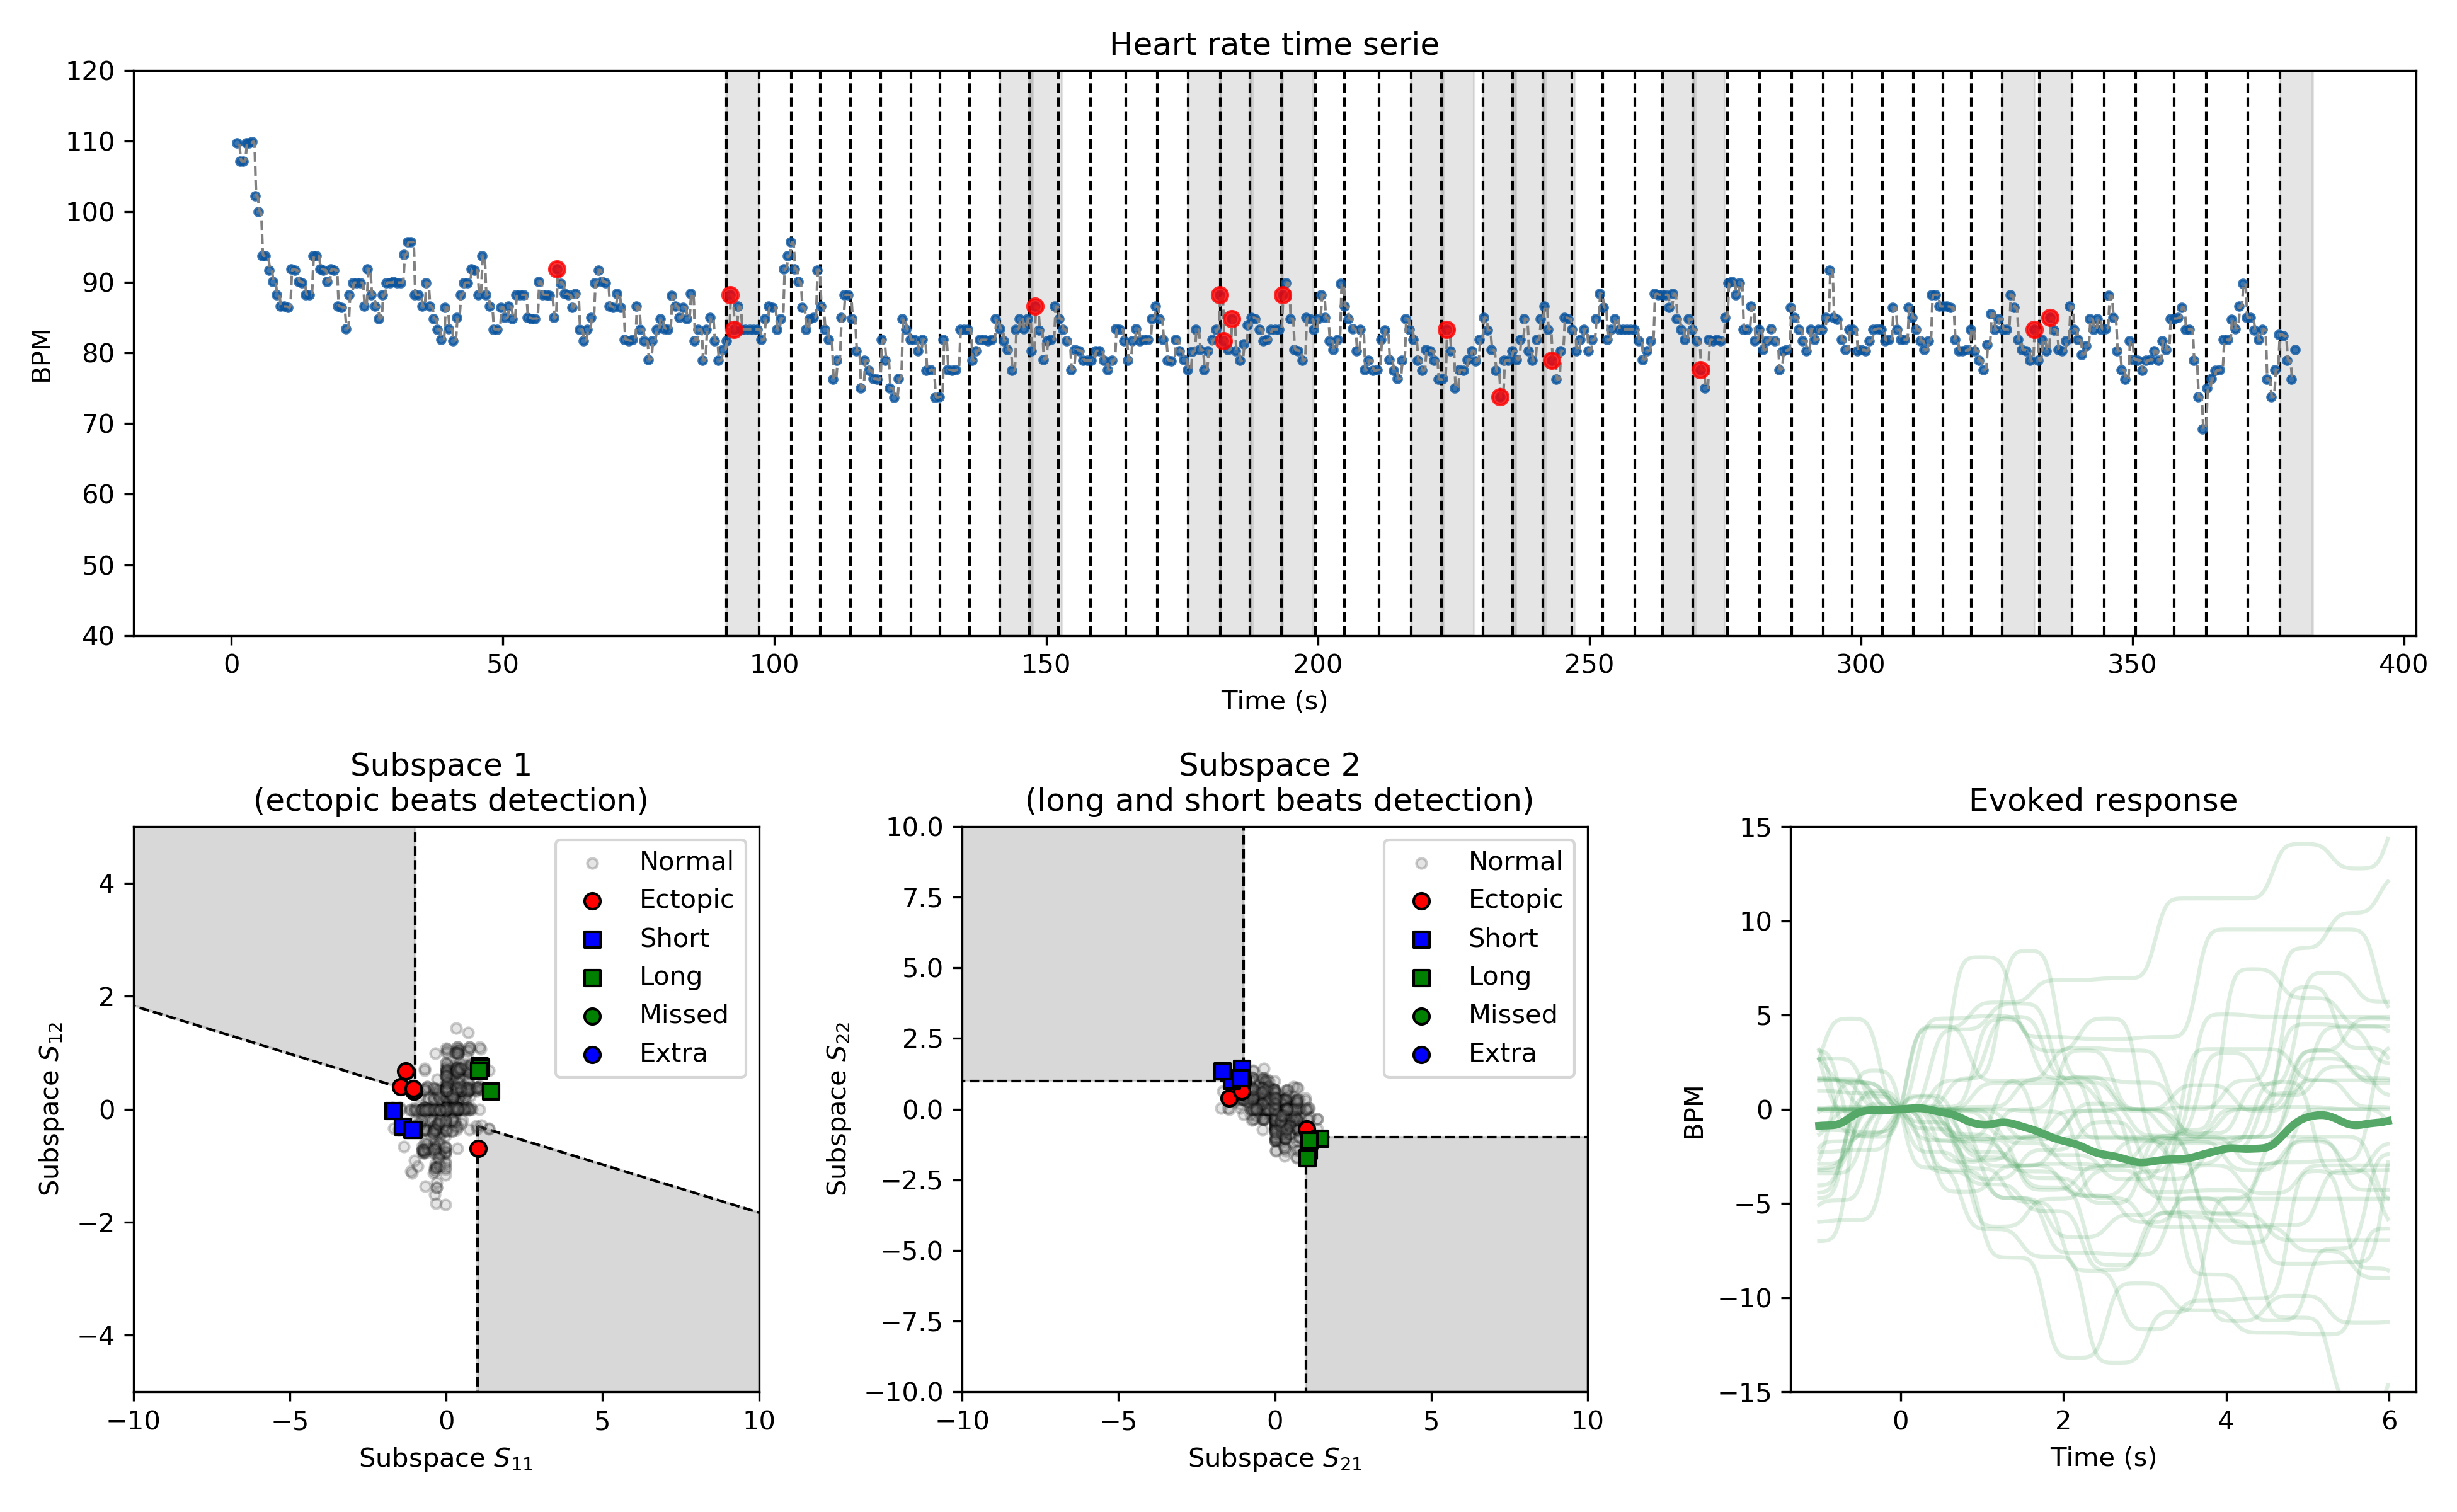 Heart rate time serie
120
110
100
90
80
70
60
50
40
BPM
0 50 100 150 200 250 300 350 400
Time (s)
Subspace 1
(ectopic beats detection)
4
2
0
−2
−4
Subspace S12
Normal
Ectopic
Short
Long
Missed
Extra
−10 −5 0 5 10
Subspace S11
Subspace 2
(long and short beats detection)
10.0
7.5
5.0
2.5
0.0
−2.5
−5.0
−7.5
−10.0
Subspace S22
Normal
Ectopic
Short
Long
Missed
Extra
−10 −5 0 5 10
Subspace S21
Evoked response
15
10
5
0
−5
−10
−15
BPM
0 2 4 6
Time (s)